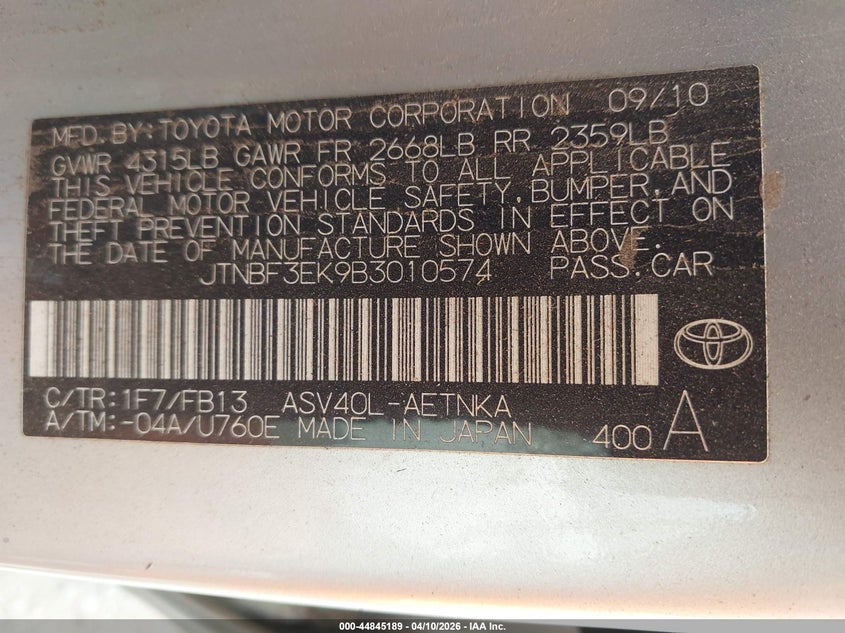 MFD. BY: TOYOTA MOTOR CORPORATION 09/10
GVWR 4315LB GAWR FR 2668LB RR 2359LB
THIS VEHICLE CONFORMS TO ALL APPLICABLE
FEDERAL MOTOR VEHICLE SAFETY, BUMPER, AND
THEFT PREVENTION STANDARDS IN EFFECT ON
THE DATE OF MANUFACTURE SHOWN ABOVE.
JTNBF3EK9B3010574 PASS. CAR
C/TR: 1F7/FB13 ASV40L-AETNKA
A/TM: -04A/U760E MADE IN JAPAN 400 A
000-44845189 - 04/10/2026 - IAA Inc.